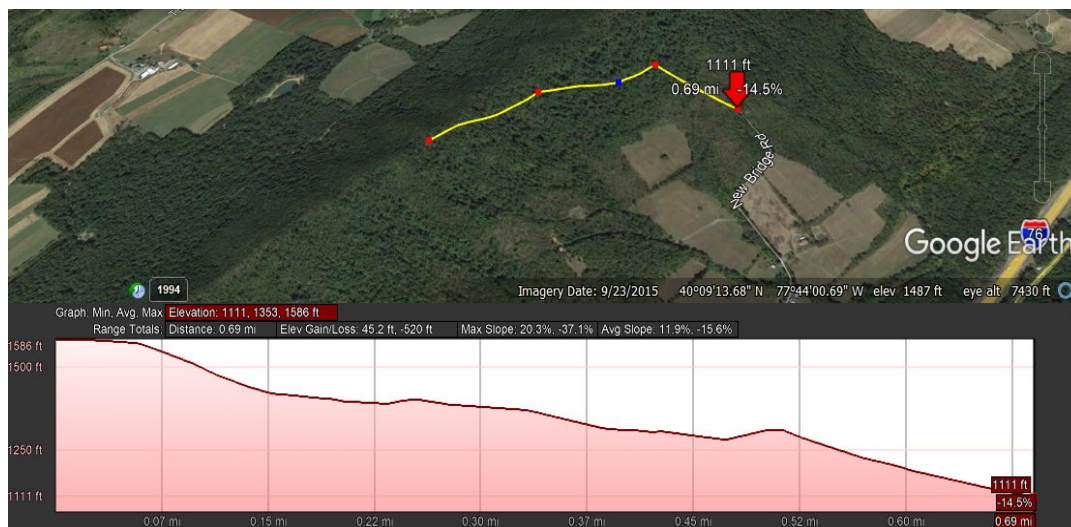 1111 ft
0.69 mi -14.5%
New Bridge Rd
76
Google Earth
1994
Imagery Date: 9/23/2015 40°09'13.68" N 77°44'00.69" W elev 1487 ft eye alt 7430 ft
Graph: Min, Avg, Max Elevation: 1111, 1353, 1586 ft
Range Totals: Distance: 0.69 mi Elev Gain/Loss: 45.2 ft, -520 ft Max Slope: 20.3%, -37.1% Avg Slope: 11.9%, -15.6%
1586 ft
1500 ft
1250 ft
1111 ft
1111 ft
-14.5%
0.07 mi 0.15 mi 0.22 mi 0.30 mi 0.37 mi 0.45 mi 0.52 mi 0.60 mi 0.69 mi